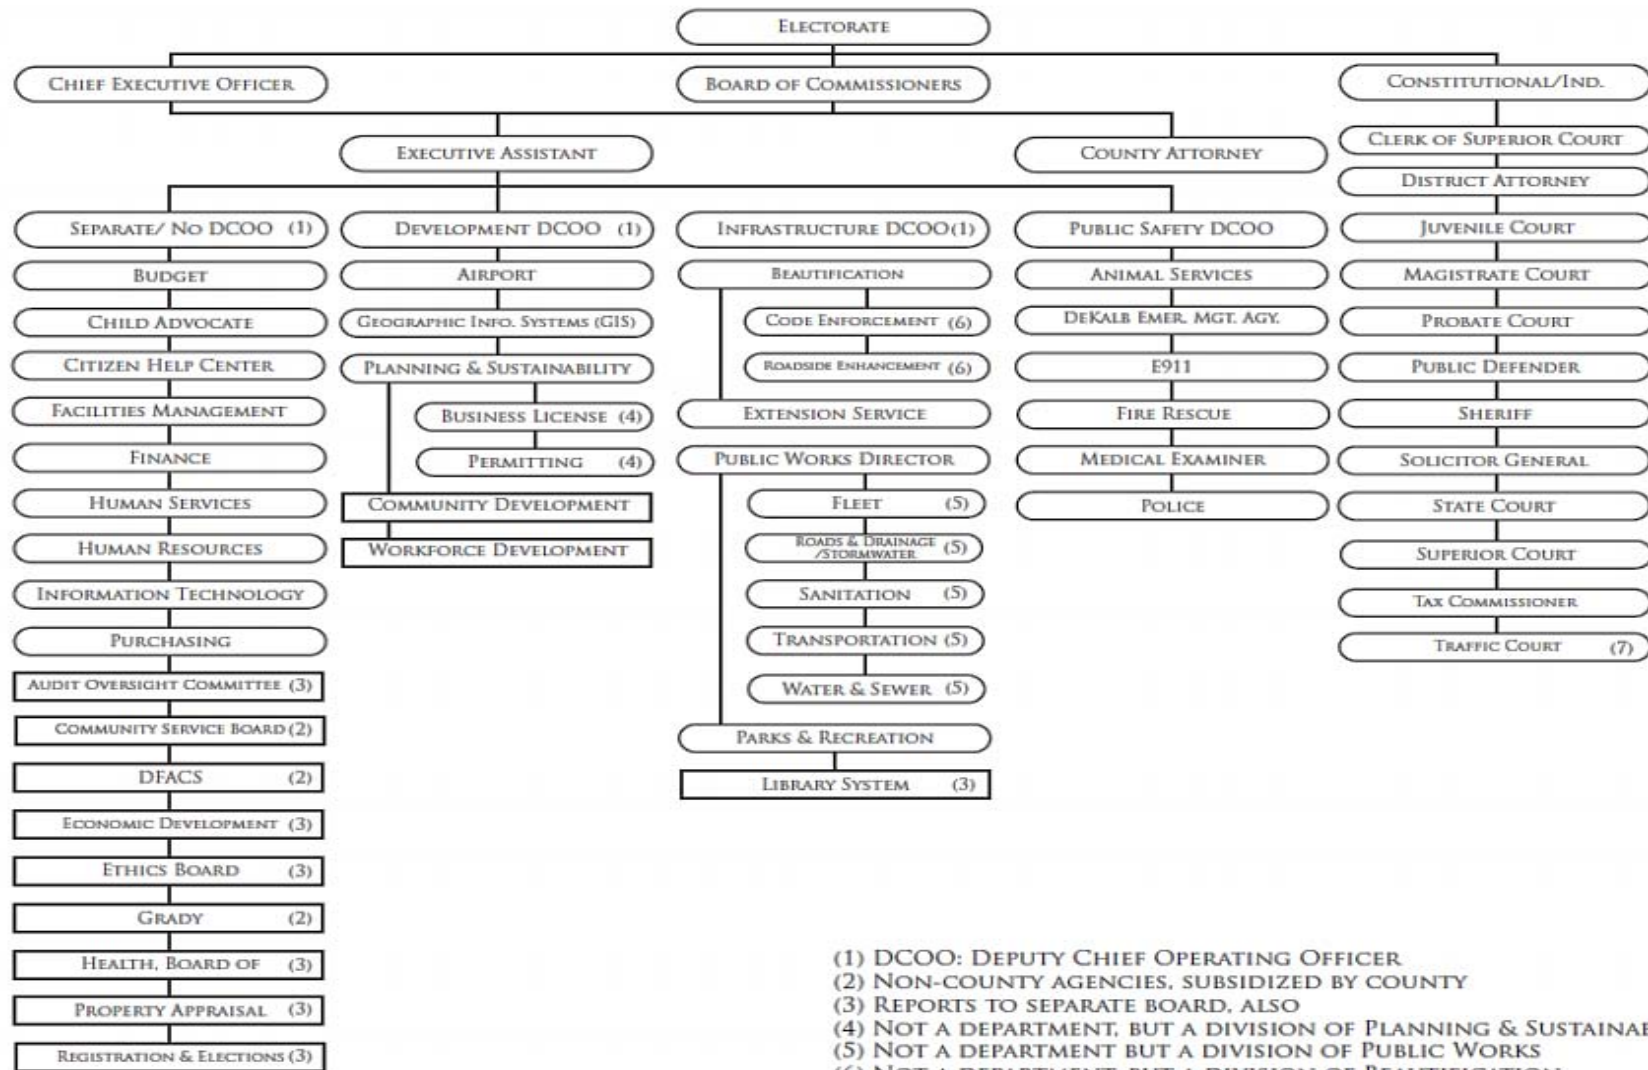 Electorate
Chief Executive Officer
Board of Commissioners
Constitutional/Ind.
Executive Assistant
County Attorney
Clerk of Superior Court
District Attorney
Juvenile Court
Magistrate Court
Probate Court
Public Defender
Sheriff
Solicitor General
State Court
Superior Court
Tax Commissioner
Traffic Court (7)
Separate/ No DCOO (1)
Budget
Child Advocate
Citizen Help Center
Facilities Management
Finance
Human Services
Human Resources
Information Technology
Purchasing
Audit Oversight Committee (3)
Community Service Board (2)
DFACS (2)
Economic Development (3)
Ethics Board (3)
Grady (2)
Health, Board of (3)
Property Appraisal (3)
Registration & Elections (3)
Development DCOO (1)
Airport
Geographic Info. Systems (GIS)
Planning & Sustainability
Business License (4)
Permitting (4)
Community Development
Workforce Development
Infrastructure DCOO (1)
Beautification
Code Enforcement (6)
Roadside Enhancement (6)
Extension Service
Public Works Director
Fleet (5)
Roads & Drainage
/Stormwater (5)
Sanitation (5)
Transportation (5)
Water & Sewer (5)
Parks & Recreation
Library System (3)
Public Safety DCOO
Animal Services
DeKalb Emer. Mgt. Agy.
E911
Fire Rescue
Medical Examiner
Police
(1) DCOO: Deputy Chief Operating Officer
(2) Non-county agencies, subsidized by county
(3) Reports to separate board, also
(4) Not a department, but a division of Planning &
(5) Not a department but a division of Public Works
(6) Not a department, but a division of Beautification